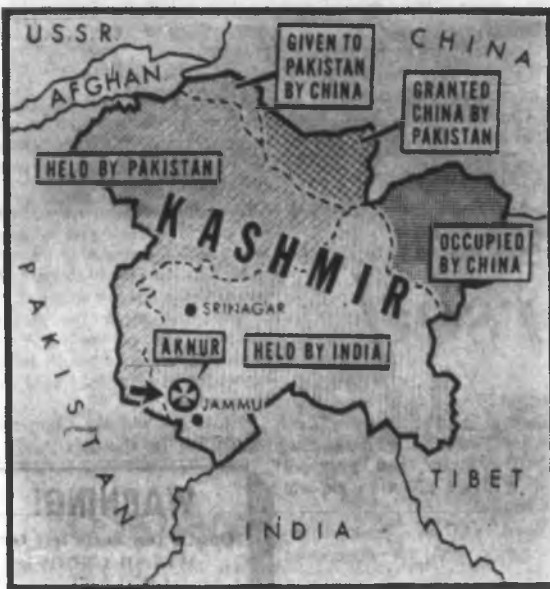 U.S.S.R.
AFGHAN
CHINA
GIVEN TO
PAKISTAN
BY CHINA
GRANTED
CHINA BY
PAKISTAN
HELD BY PAKISTAN
KASHMIR
OCCUPIED
BY CHINA
PAKISTAN
SRINAGAR
AKNUR
HELD BY INDIA
JAMMU
TIBET
INDIA